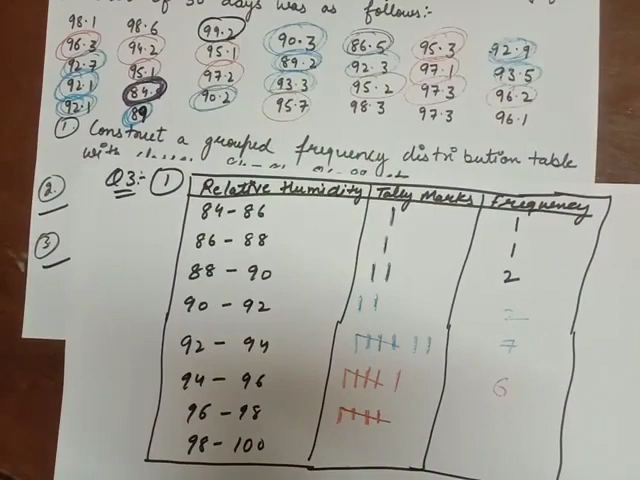 of 30 days was as follows:-
98.1 98.6 99.2 90.3 86.5 95.3 92.9
96.3 94.2 95.1 89.2 92.3 97.1 93.5
92.7 95.1 97.2 93.3 95.2 97.3 96.2
92.1 84. 90.2 95.7 98.3 97.3 96.1
92.1 89
① Construct a grouped frequency distribution table
with
2.
3
Q3:- ① Relative Humidity Tally Marks Frequency
84-86 | 1
86-88 | 1
88-90 || 2
90-92 || 2
92-94 𝍸 || 7
94-96 𝍸 | 6
96-98 𝍸
98-100